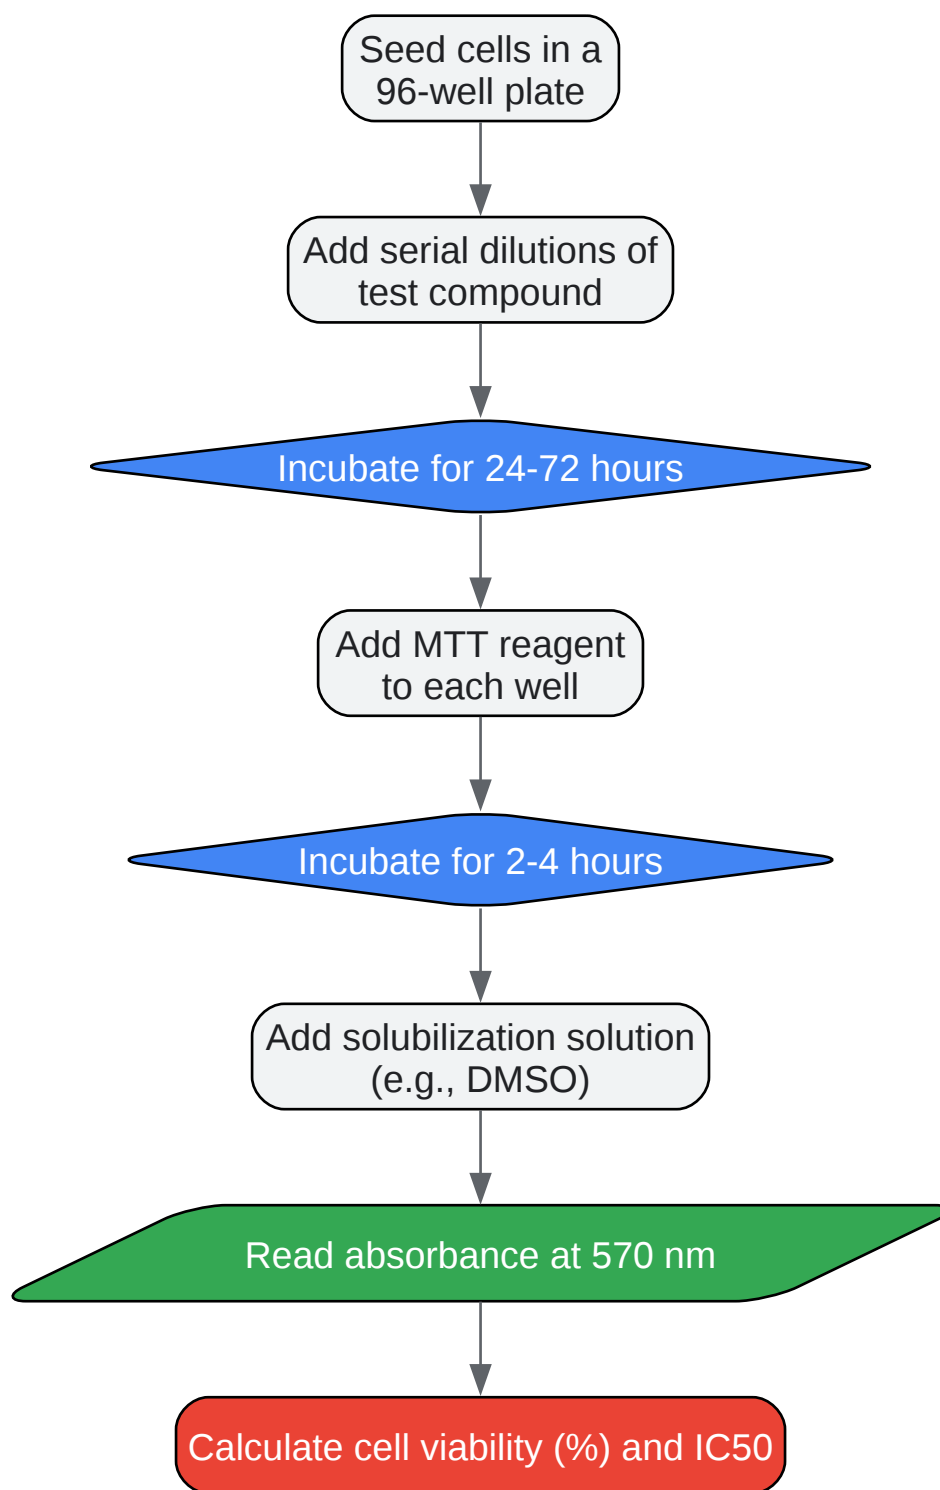 Seed cells in a
96-well plate
Add serial dilutions of
test compound
Incubate for 24-72 hours
Add MTT reagent
to each well
Incubate for 2-4 hours
Add solubilization solution
(e.g., DMSO)
Read absorbance at 570 nm
Calculate cell viability (%) and IC50